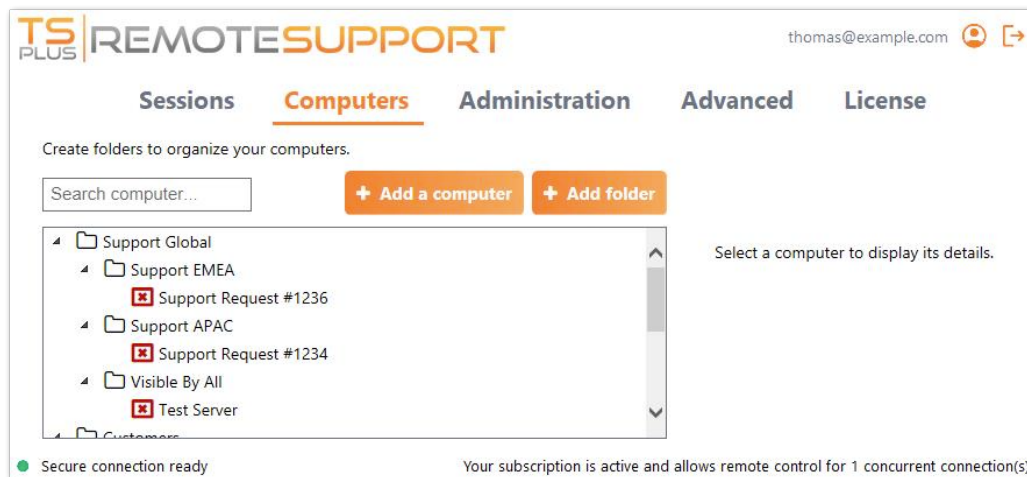 TS PLUS REMOTESUPPORT
thomas@example.com
Sessions Computers Administration Advanced License
Create folders to organize your computers.
Search computer...
+ Add a computer + Add folder
Support Global
Select a computer to display its details.
Support EMEA
Support Request #1236
Support APAC
Support Request #1234
Visible By All
Test Server
Customers
Secure connection ready
Your subscription is active and allows remote control for 1 concurrent connection(s)